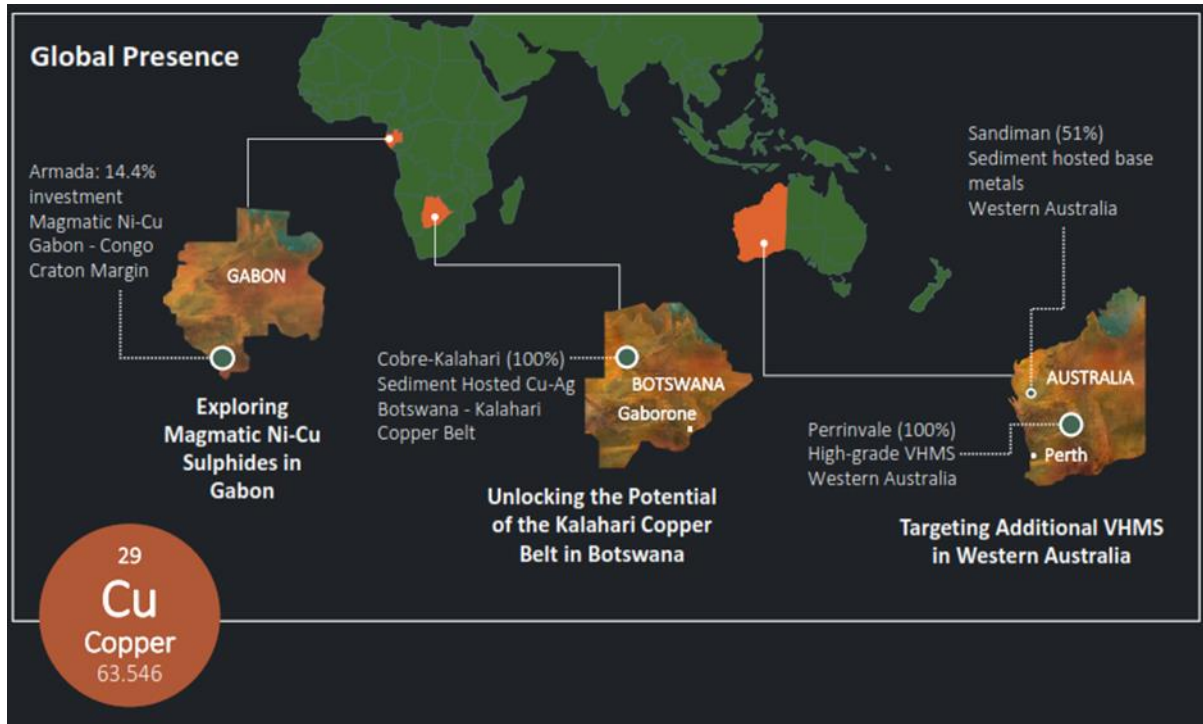 Global Presence
Armada: 14.4%
investment
Magmatic Ni-Cu
Gabon - Congo
Craton Margin
GABON
Exploring
Magmatic Ni-Cu
Sulphides in
Gabon
Cobre-Kalahari (100%)
Sediment Hosted Cu-Ag
Botswana - Kalahari
Copper Belt
BOTSWANA
Gaborone
Unlocking the Potential
of the Kalahari Copper
Belt in Botswana
Sandiman (51%)
Sediment hosted base
metals
Western Australia
AUSTRALIA
Perrinvale (100%)
High-grade VHMS
Western Australia
Perth
Targeting Additional VHMS
in Western Australia
29
Cu
Copper
63.546